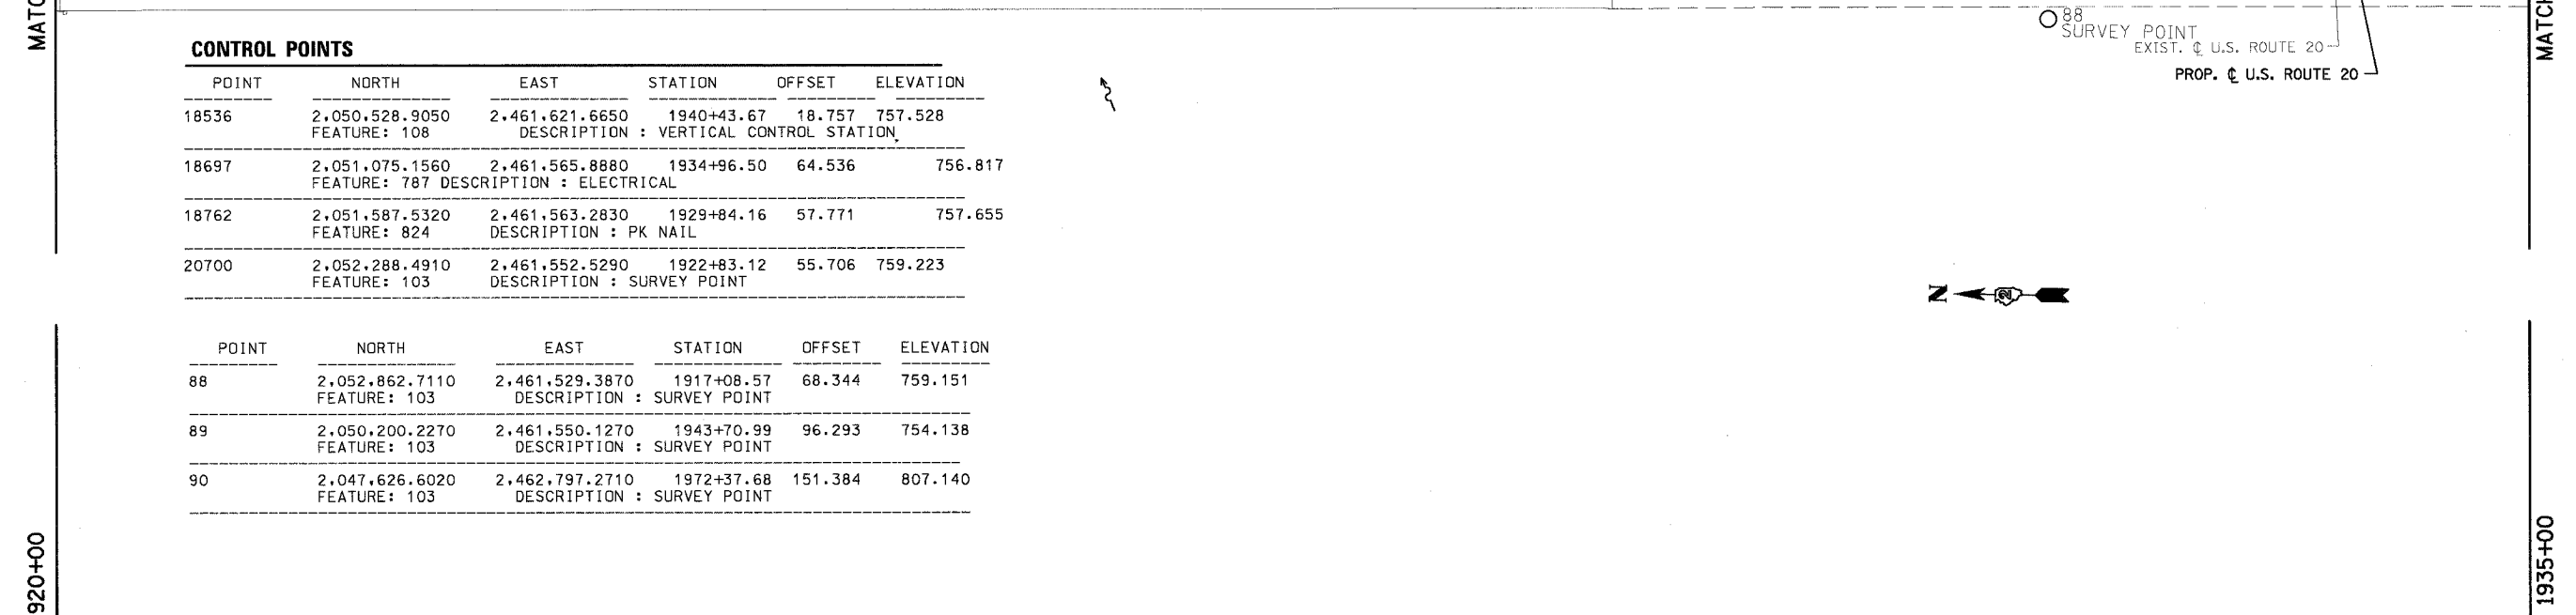 MATC
88
SURVEY POINT
EXIST. ℄ U.S. ROUTE 20
PROP. ℄ U.S. ROUTE 20
MATCH
CONTROL POINTS
POINT NORTH EAST STATION OFFSET ELEVATION
18536 2,050,528.9050 2,461,621.6650 1940+43.67 18.757 757.528
FEATURE: 108 DESCRIPTION : VERTICAL CONTROL STATION
18697 2,051,075.1560 2,461,565.8880 1934+96.50 64.536 756.817
FEATURE: 787 DESCRIPTION : ELECTRICAL
18762 2,051,587.5320 2,461,563.2830 1929+84.16 57.771 757.655
FEATURE: 824 DESCRIPTION : PK NAIL
20700 2,052,288.4910 2,461,552.5290 1922+83.12 55.706 759.223
FEATURE: 103 DESCRIPTION : SURVEY POINT
N
POINT NORTH EAST STATION OFFSET ELEVATION
88 2,052,862.7110 2,461,529.3870 1917+08.57 68.344 759.151
FEATURE: 103 DESCRIPTION : SURVEY POINT
89 2,050,200.2270 2,461,550.1270 1943+70.99 96.293 754.138
FEATURE: 103 DESCRIPTION : SURVEY POINT
90 2,047,626.6020 2,462,797.2710 1972+37.68 151.384 807.140
FEATURE: 103 DESCRIPTION : SURVEY POINT
920+00
1935+00